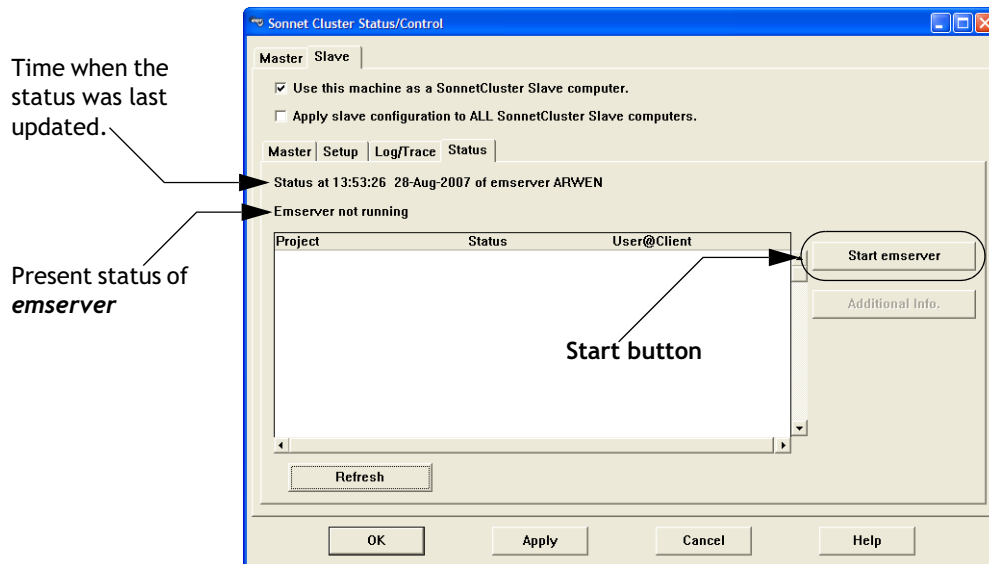 Sonnet Cluster Status/Control
Master Slave
Time when the
status was last
updated.
Use this machine as a SonnetCluster Slave computer.
Apply slave configuration to ALL SonnetCluster Slave computers.
Master Setup Log/Trace Status
Status at 13:53:26 28-Aug-2007 of emserver ARWEN
Emserver not running
Project Status User@Client
Start emserver
Present status of
emserver
Additional Info.
Start button
Refresh
OK Apply Cancel Help